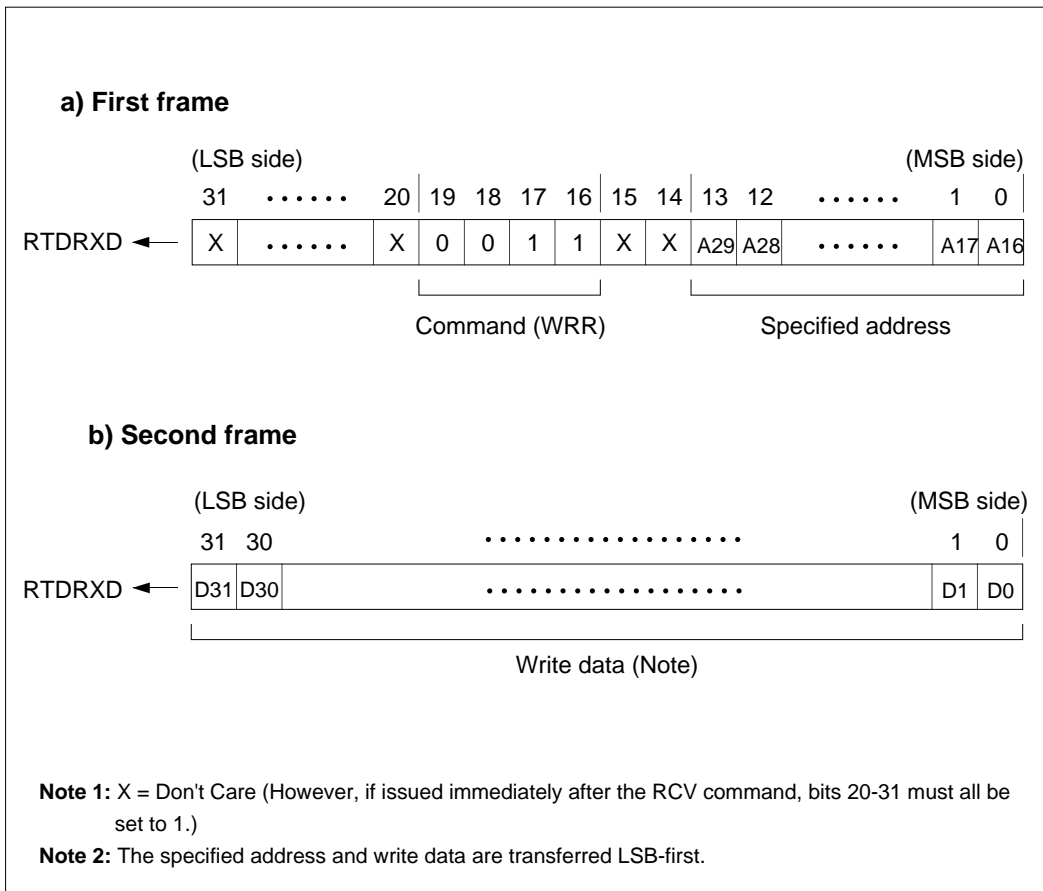 a) First frame
(LSB side) (MSB side)
31 •••••• 20 19 18 17 16 15 14 13 12 •••••• 1 0
RTDRXD X •••••• X 0 0 1 1 X X A29 A28 •••••• A17 A16
Command (WRR) Specified address
b) Second frame
(LSB side) (MSB side)
31 30 •••••••••••••••••• 1 0
RTDRXD D31 D30 •••••••••••••••••• D1 D0
Write data (Note)
Note 1: X = Don't Care (However, if issued immediately after the RCV command, bits 20-31 must all be
set to 1.)
Note 2: The specified address and write data are transferred LSB-first.